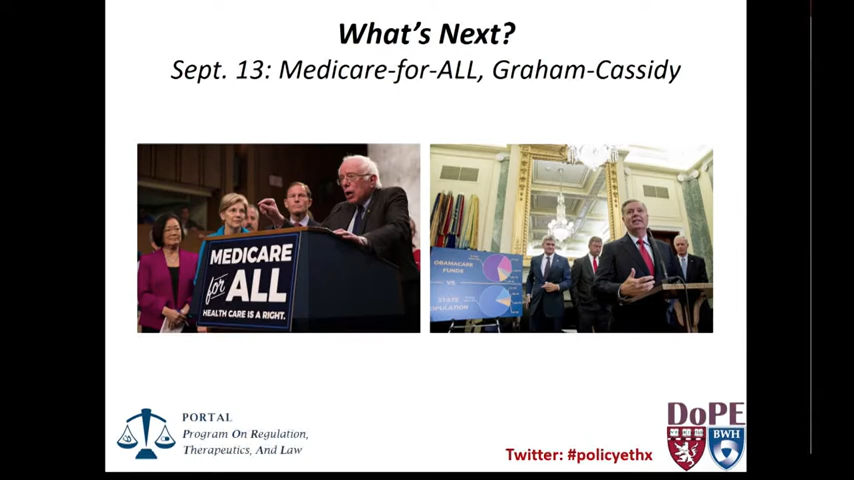 What's Next?
Sept. 13: Medicare-for-ALL, Graham-Cassidy
MEDICARE
for ALL
HEALTH CARE IS A RIGHT.
OBAMACARE
FUNDS
VS
STATE
POPULATION
PORTAL
Program On Regulation,
Therapeutics, And Law
Twitter: #policyethx
DoPE
BWH